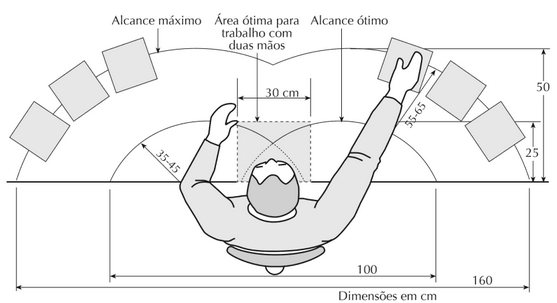 Alcance máximo
Área ótima para
trabalho com
duas mãos
Alcance ótimo
30 cm
50
55-65
35-45
25
100
160
Dimensões em cm